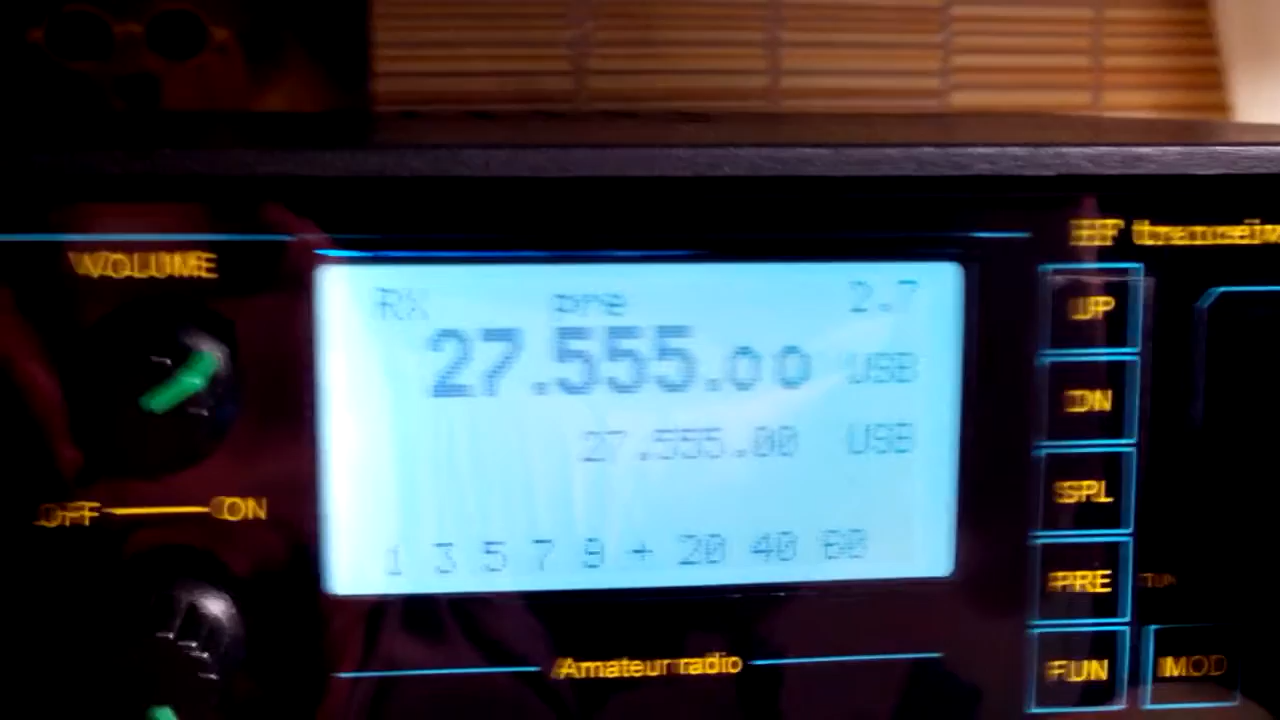 VOLUME
OFF ON
RX pre 2.7
27.555.00 USB
27.555.00 USB
1 3 5 7 9 + 20 40 60
Amateur radio
HF
UP
DN
SPL
PRE
FUN
MOD